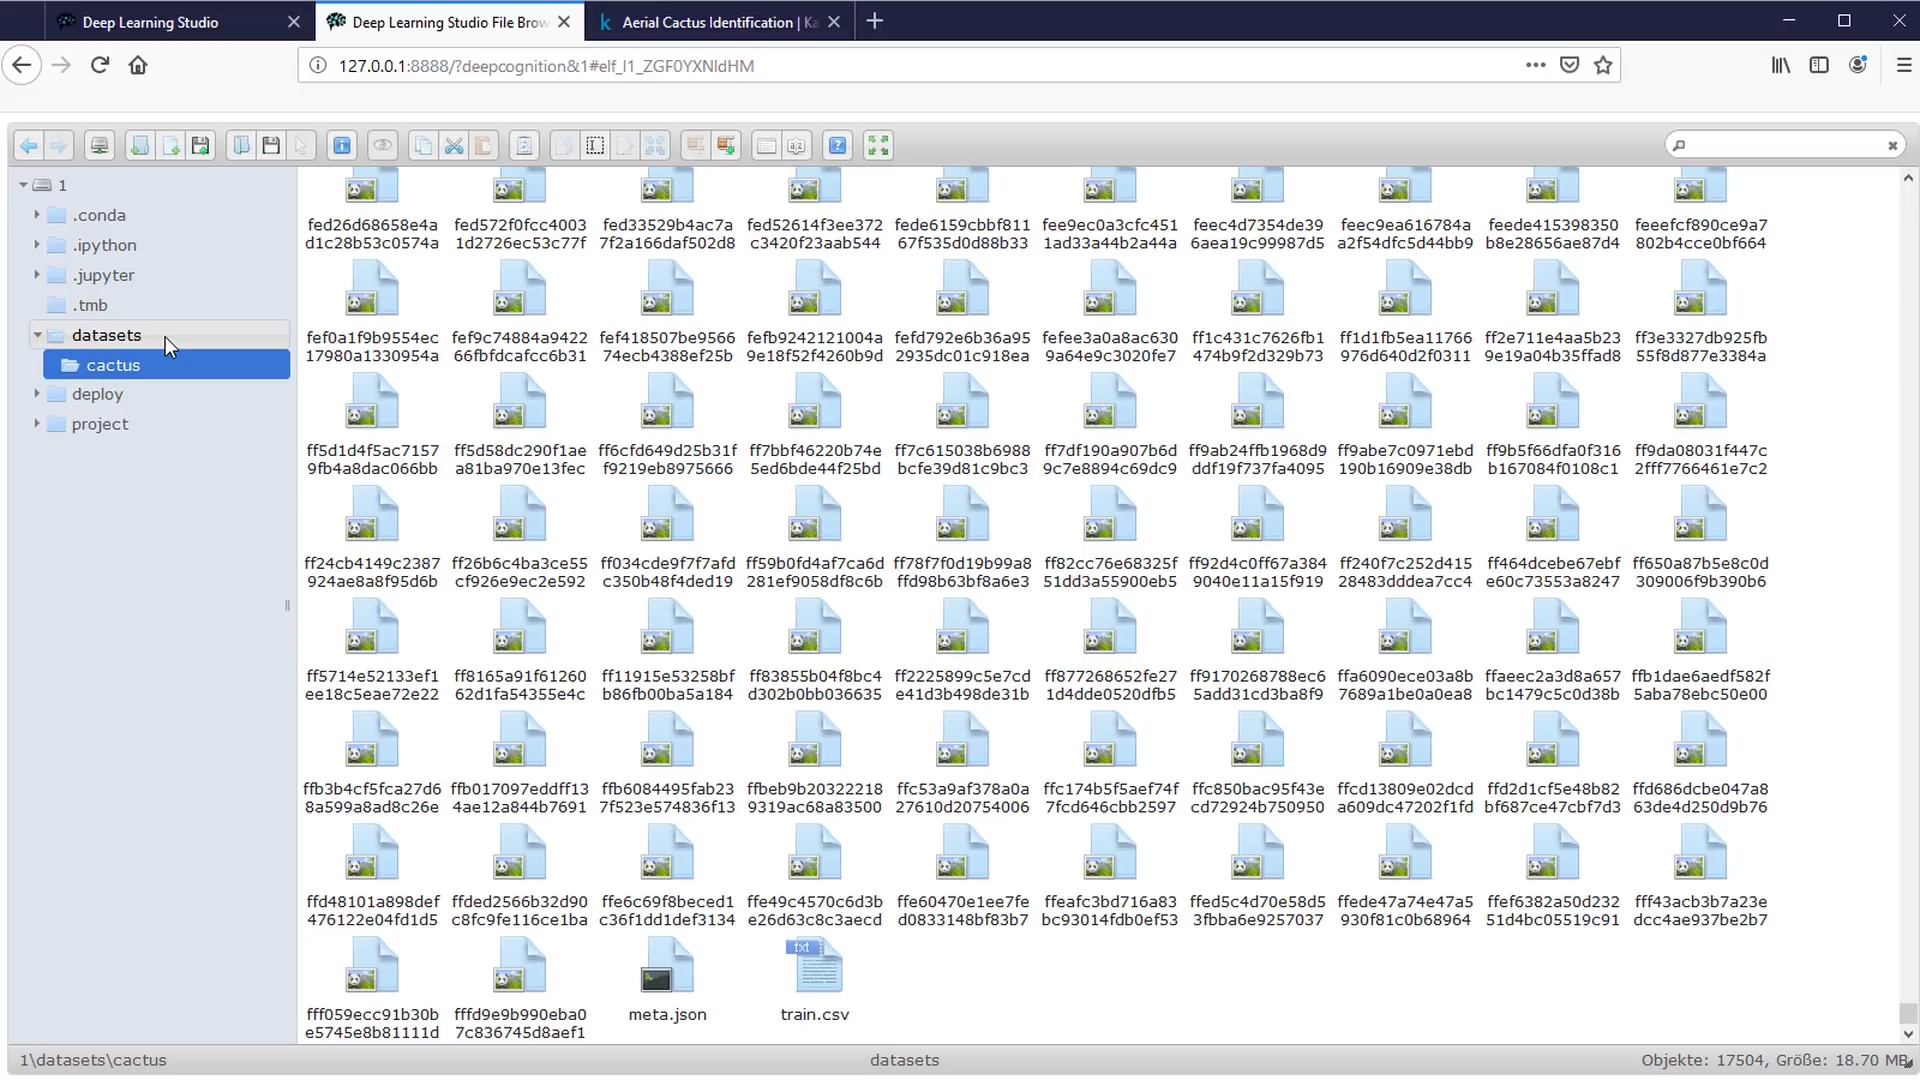 Deep Learning Studio
Deep Learning Studio File Brow
Aerial Cactus Identification | Ka
127.0.0.1:8888/?deepcognition&1#elf_l1_ZGF0YXNldHM
1
.conda
.ipython
.jupyter
.tmb
datasets
cactus
deploy
project
fed26d68658e4a fed572f0fcc4003 fed33529b4ac7a fed52614f3ee372 fede6159cbbf811 fee9ec0a3cfc451 feec4d7354de39 feec9ea616784a feede415398350 feeefcf890ce9a7
d1c28b53c0574a 1d2726ec53c77f 7f2a166daf502d8 c3420f23aab544 67f535d0d88b33 1ad33a44b2a44a 6aea19c99987d5 a2f54dfc5d44bb9 b8e28656ae87d4 802b4cce0bf664
fef0a1f9b9554ec fef9c74884a9422 fef418507be9566 fefb9242121004a fefd792e6b36a95 fefee3a0a8ac630 ff1c431c7626fb1 ff1d1fb5ea11766 ff2e711e4aa5b23 ff3e3327db925fb
17980a1330954a 66fbfdcafcc6b31 74ecb4388ef25b 9e18f52f4260b9d 2935dc01c918ea 9a64e9c3020fe7 474b9f2d329b73 976d640d2f0311 9e19a04b35ffad8 55f8d877e3384a
ff5d1d4f5ac7157 ff5d58dc290f1ae ff6cfd649d25b31f ff7bbf46220b74e ff7c615038b6988 ff7df190a907b6d ff9ab24ffb1968d9 ff9abe7c0971ebd ff9b5f66dfa0f316 ff9da08031f447c
9fb4a8dac066bb a81ba970e13fec f9219eb8975666 5ed6bde44f25bd bcfe39d81c9bc3 9c7e8894c69dc9 ddf19f737fa4095 190b16909e38db b167084f0108c1 2fff7766461e7c2
ff24cb4149c2387 ff26b6c4ba3ce55 ff034cde9f7f7afd ff59b0fd4af7ca6d ff78f7f0d19b99a8 ff82cc76e68325f ff92d4c0ff67a384 ff240f7c252d415 ff464dcebe67ebf ff650a87b5e8c0d
924ae8a8f95d6b cf926e9ec2e592 c350b48f4ded19 281ef9058df8c6b ffd98b63bf8a6e3 51dd3a55900eb5 9040e11a15f919 28483dddea7cc4 e60c73553a8247 309006f9b390b6
ff5714e52133ef1 ff8165a91f61260 ff11915e53258bf ff83855b04f8bc4 ff2225899c5e7cd ff877268652fe27 ff9170268788ec6 ffa6090ece03a8b ffaeec2a3d8a657 ffb1dae6aedf582f
ee18c5eae72e22 62d1fa54355e4c b86fb00ba5a184 d302b0bb036635 e41d3b498de31b 1d4dde0520dfb5 5add31cd3ba8f9 7689a1be0a0ea8 bc1479c5c0d38b 5aba78ebc50e00
ffb3b4cf5fca27d6 ffb017097eddff13 ffb6084495fab23 ffbeb9b20322218 ffc53a9af378a0a ffc174b5f5aef74f ffc850bac95f43e ffcd13809e02dcd ffd2d1cf5e48b82 ffd686dcbe047a8
8a599a8ad8c26e 4ae12a844b7691 7f523e574836f13 9319ac68a83500 27610d20754006 7fcd646cbb2597 cd72924b750950 a609dc47202f1fd bf687ce47cbf7d3 63de4d250d9b76
ffd48101a898def ffded2566b32d90 ffe6c69f8beced1 ffe49c4570c6d3b ffe60470e1ee7fe ffeafc3bd716a83 ffed5c4d70e58d5 ffede47a74e47a5 ffef6382a50d232 fff43acb3b7a23e
476122e04fd1d5 c8fc9fe116ce1ba c36f1dd1def3134 e26d63c8c3aecd d0833148bf83b7 bc93014fdb0ef53 3fbba6e9257037 930f81c0b68964 51d4bc05519c91 dcc4ae937be2b7
txt
fff059ecc91b30b fffd9e9b990eba0 meta.json train.csv
e5745e8b81111d 7c836745d8aef1
1\datasets\cactus datasets Objekte: 17504, Größe: 18.70 MB